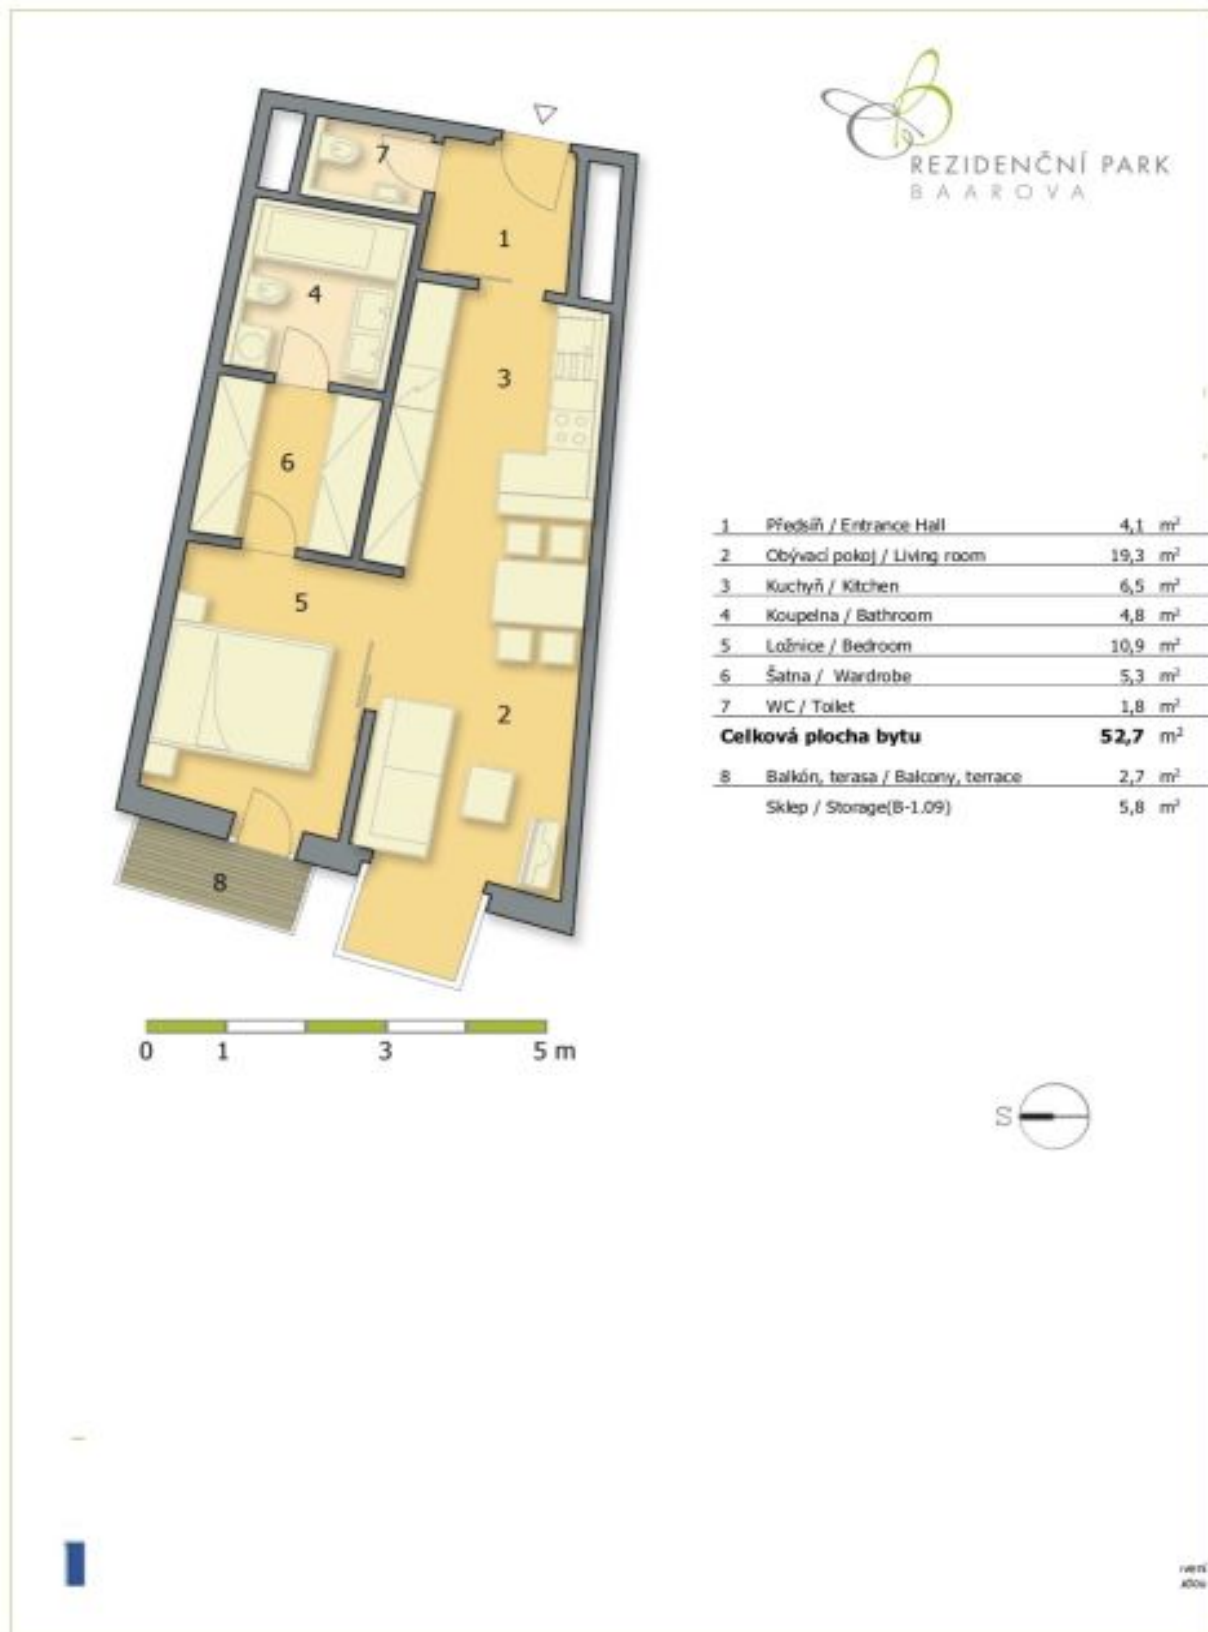 REZIDENČNÍ PARK
BAAROVA
7
1
4
3
6
5
2
8
1 Předsíň / Entrance Hall 4,1 m²
2 Obývací pokoj / Living room 19,3 m²
3 Kuchyň / Kitchen 6,5 m²
4 Koupelna / Bathroom 4,8 m²
5 Ložnice / Bedroom 10,9 m²
6 Šatna / Wardrobe 5,3 m²
7 WC / Toilet 1,8 m²
Celková plocha bytu 52,7 m²
8 Balkón, terasa / Balcony, terrace 2,7 m²
Sklep / Storage(B-1.09) 5,8 m²
0 1 3 5 m
S